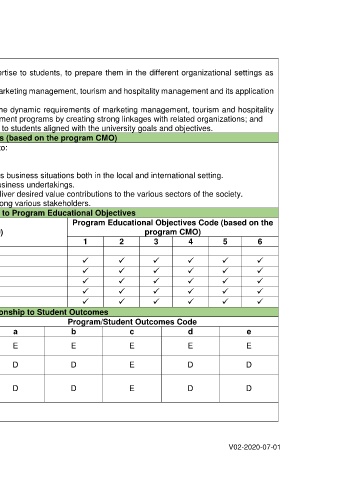 ertise to students, to prepare them in the different organizational settings as
arketing management, tourism and hospitality management and its application
he dynamic requirements of marketing management, tourism and hospitality
ment programs by creating strong linkages with related organizations; and
to students aligned with the university goals and objectives.
s (based on the program CMO)
to:
s business situations both in the local and international setting.
usiness undertakings.
liver desired value contributions to the various sectors of the society.
ong various stakeholders.
to Program Educational Objectives
Program Educational Objectives Code (based on the
) program CMO)
1 2 3 4 5 6
✓ ✓ ✓ ✓ ✓ ✓
✓ ✓ ✓ ✓ ✓ ✓
✓ ✓ ✓ ✓ ✓ ✓
✓ ✓ ✓ ✓ ✓ ✓
✓ ✓ ✓ ✓ ✓ ✓
onship to Student Outcomes
Program/Student Outcomes Code
a b c d e
E E E E E
D D E D D
D D E D D
V02-2020-07-01